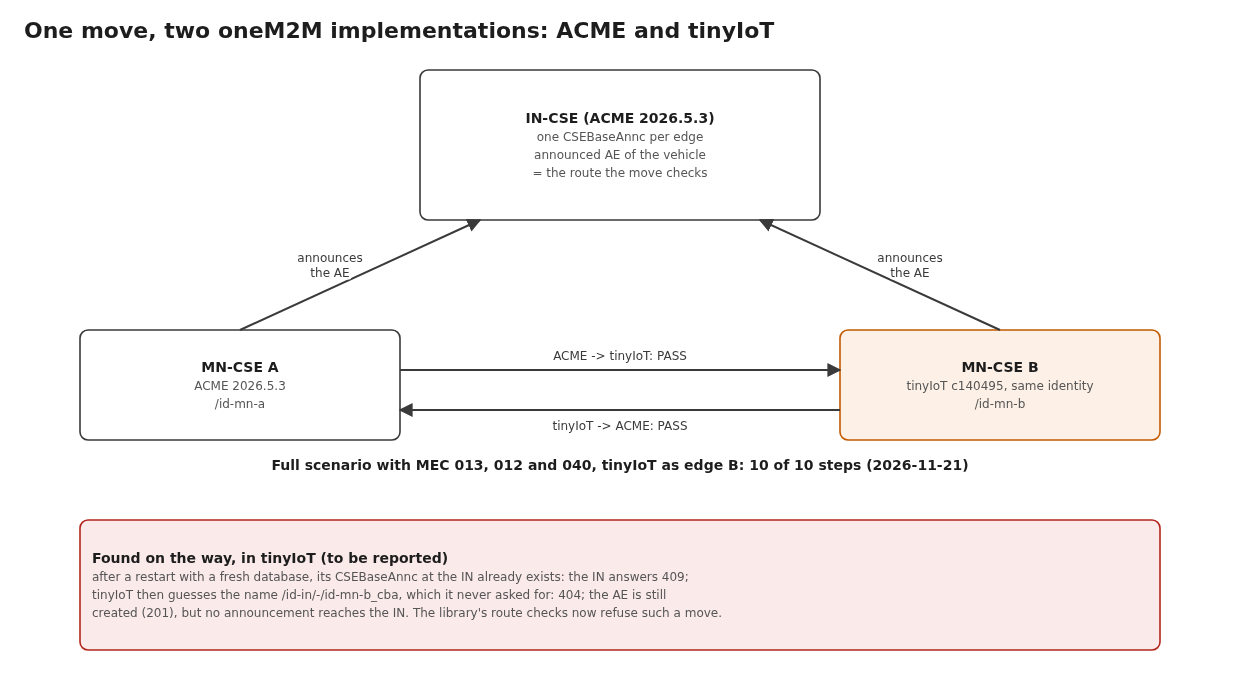 One move, two oneM2M implementations: ACME and tinyIoT
IN-CSE (ACME 2026.5.3)
one CSEBaseAnnc per edge
announced AE of the vehicle
= the route the move checks
announces
the AE
announces
the AE
MN-CSE A
ACME 2026.5.3
/id-mn-a
ACME -> tinyIoT: PASS
tinyIoT -> ACME: PASS
MN-CSE B
tinyIoT c140495, same identity
/id-mn-b
Full scenario with MEC 013, 012 and 040, tinyIoT as edge B: 10 of 10 steps (2026-11-21)
Found on the way, in tinyIoT (to be reported)
after a restart with a fresh database, its CSEBaseAnnc at the IN already exists: the IN answers 409;
tinyIoT then guesses the name /id-in/-/id-mn-b_cba, which it never asked for: 404; the AE is still
created (201), but no announcement reaches the IN. The library's route checks now refuse such a move.